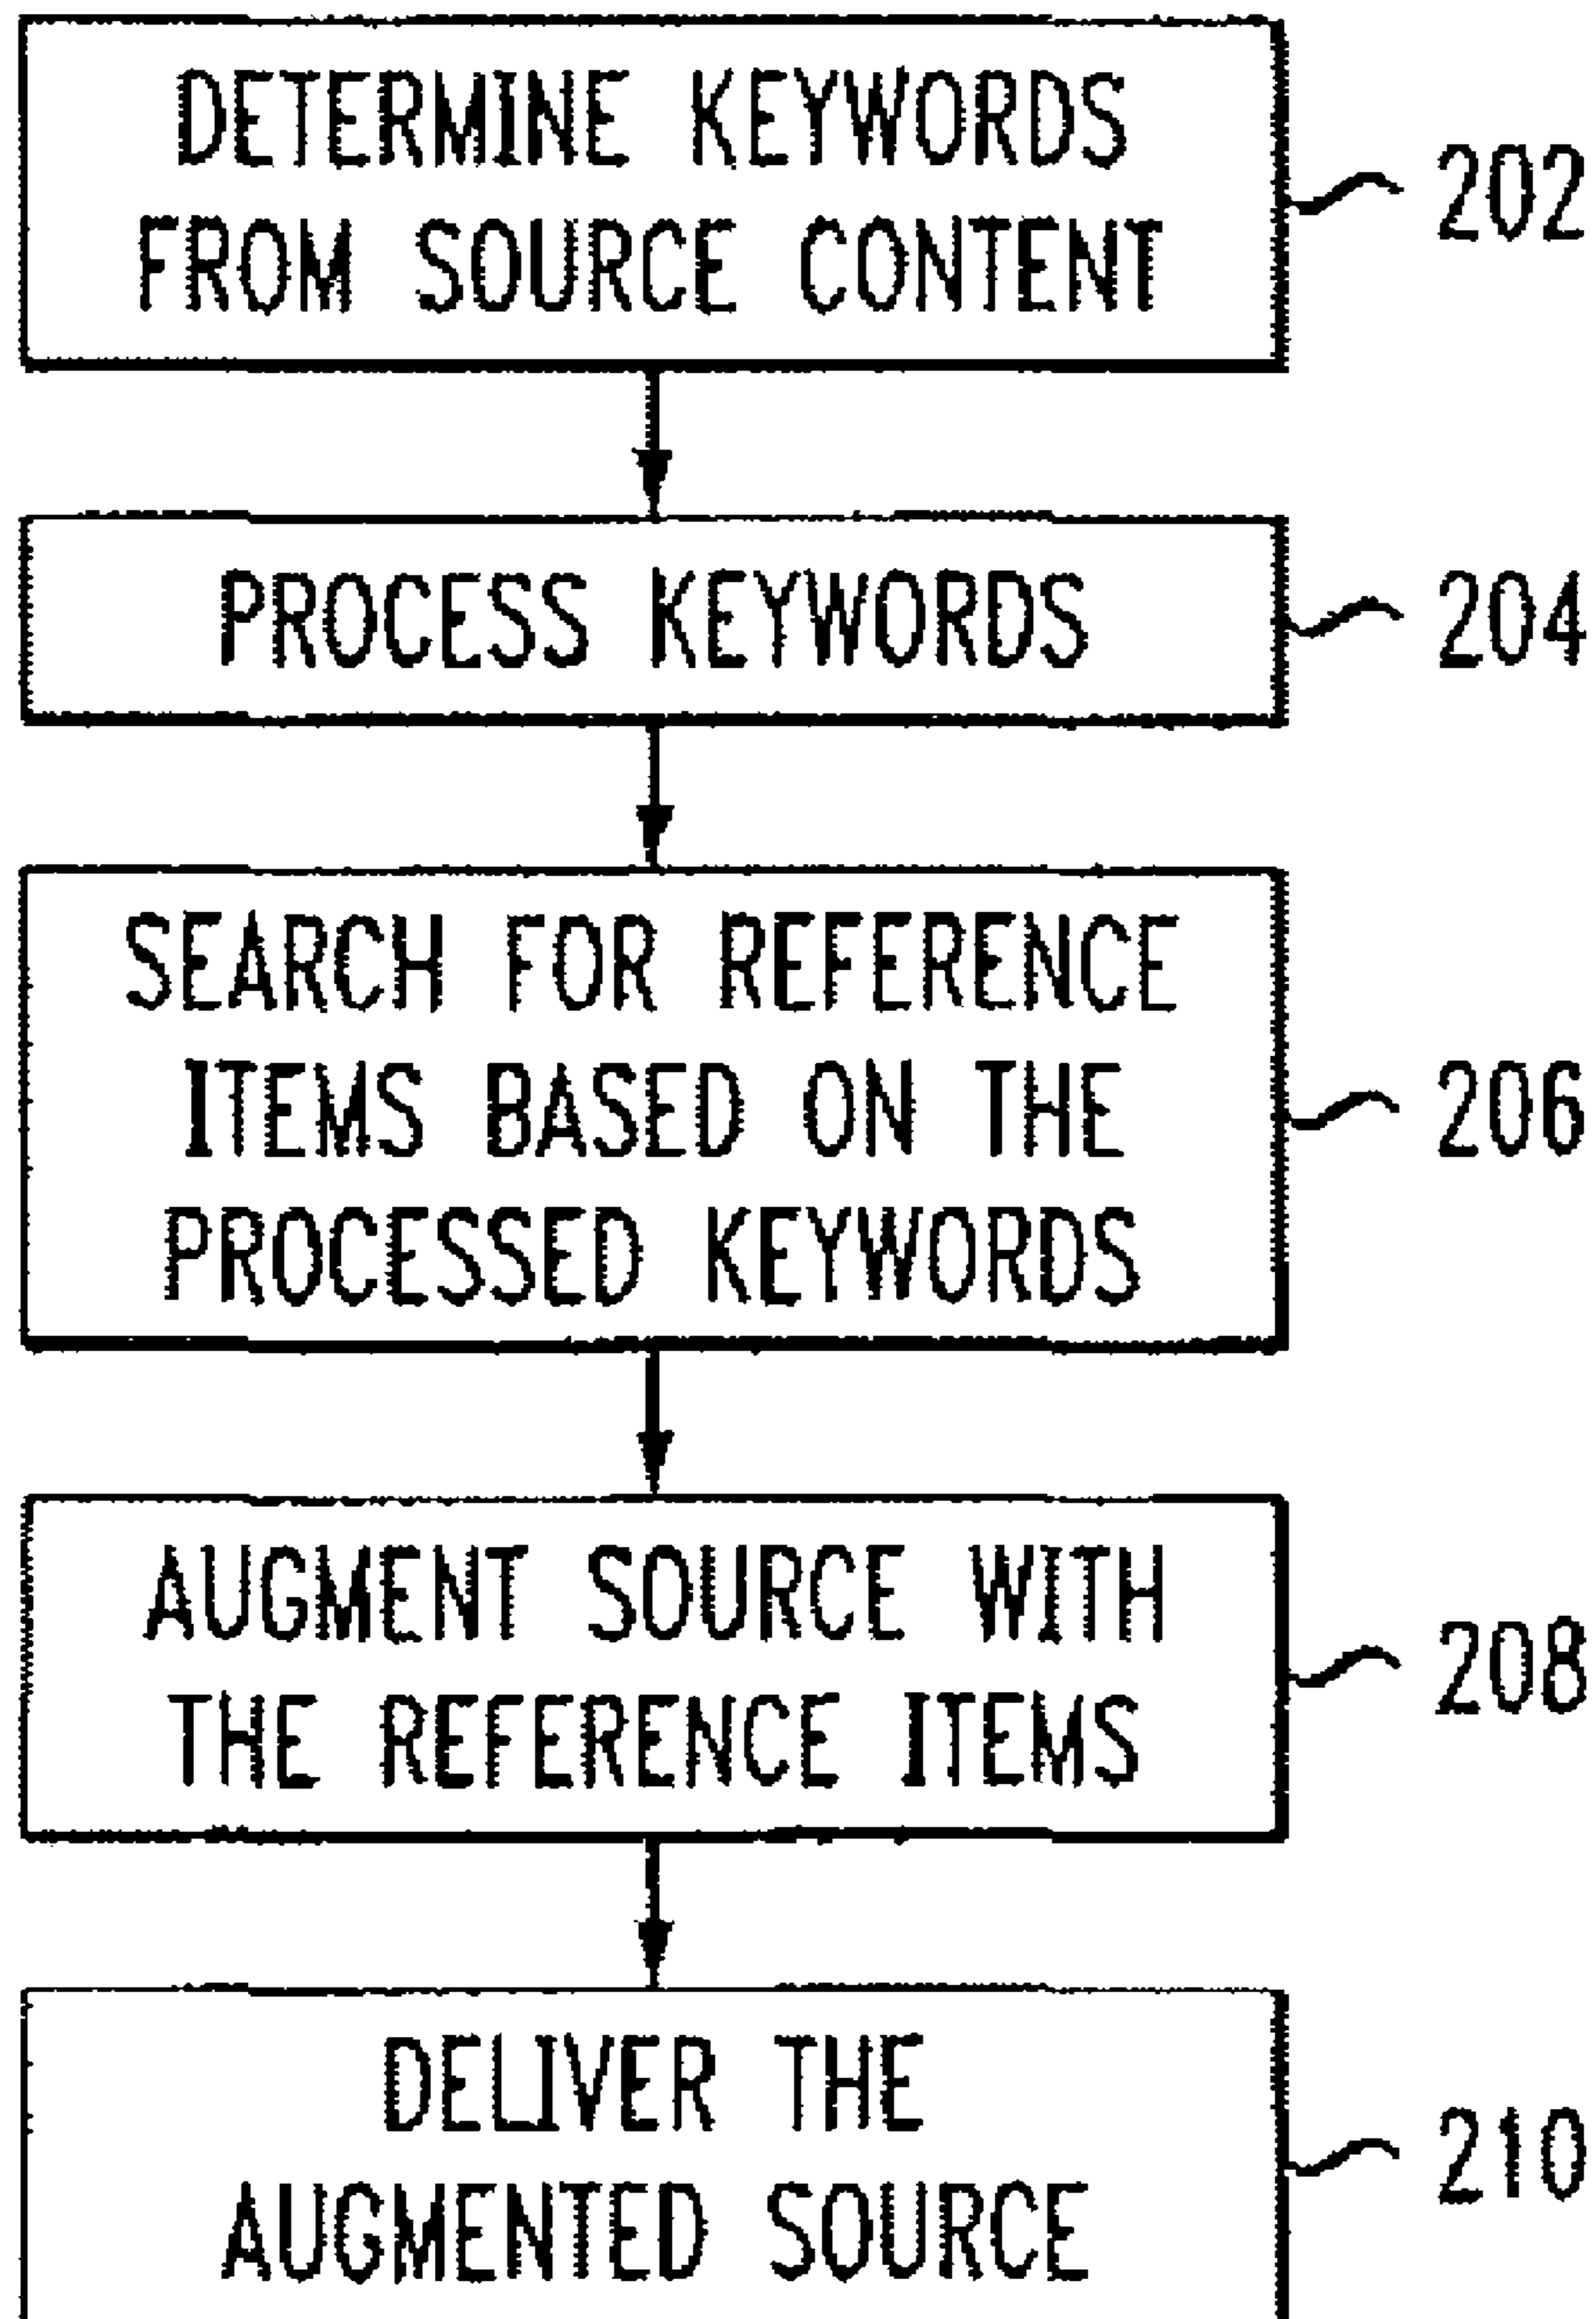 DETERMINE KEYWORDS
FROM SOURCE CONTENT
202
PROCESS KEYWORDS
204
SEARCH FOR REFERENCE
ITEMS BASED ON THE
PROCESSED KEYWORDS
206
AUGMENT SOURCE WITH
THE REFERENCE ITEMS
208
DELIVER THE
AUGMENTED SOURCE
210